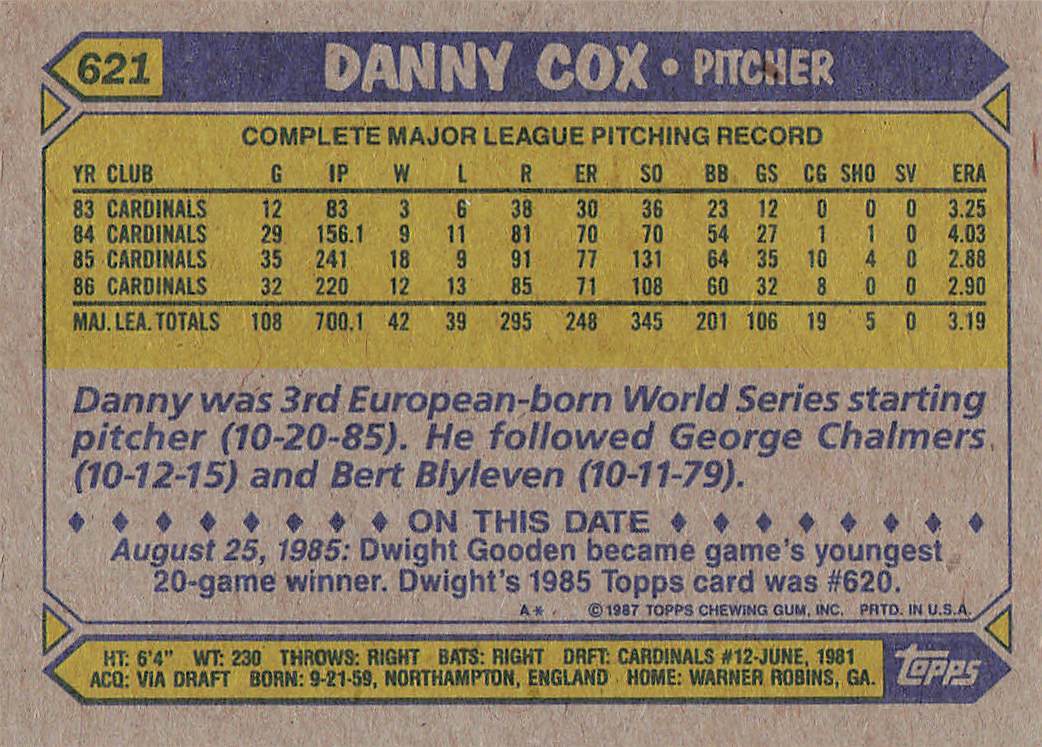 621 DANNY COX • PITCHER
COMPLETE MAJOR LEAGUE PITCHING RECORD
YR CLUB G IP W L R ER SO BB GS CG SHO SV ERA
83 CARDINALS 12 83 3 6 38 30 36 23 12 0 0 0 3.25
84 CARDINALS 29 156.1 9 11 81 70 70 54 27 1 1 0 4.03
85 CARDINALS 35 241 18 9 91 77 131 64 35 10 4 0 2.88
86 CARDINALS 32 220 12 13 85 71 108 60 32 8 0 0 2.90
MAJ. LEA. TOTALS 108 700.1 42 39 295 248 345 201 106 19 5 0 3.19
Danny was 3rd European-born World Series starting
pitcher (10-20-85). He followed George Chalmers
(10-12-15) and Bert Blyleven (10-11-79).
ON THIS DATE
August 25, 1985: Dwight Gooden became game's youngest
20-game winner. Dwight's 1985 Topps card was #620.
A* ©1987 TOPPS CHEWING GUM, INC. PRTD. IN U.S.A.
HT: 6'4" WT: 230 THROWS: RIGHT BATS: RIGHT DRFT: CARDINALS #12-JUNE, 1981
ACQ: VIA DRAFT BORN: 9-21-59, NORTHAMPTON, ENGLAND HOME: WARNER ROBINS, GA.
TOPPS